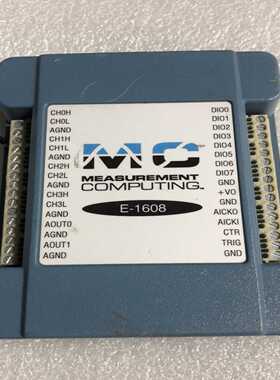 CH0H
CH0L
AGND
CH1H
CH1L
AGND
CH2H
CH2L
AGND
CH3H
CH3L
AGND
AOUT0
AGND
AOUT1
AGND
MC
MEASUREMENT
COMPUTING™
E-1608
DIO0
DIO1
DIO2
DIO3
DIO4
DIO5
DIO6
DIO7
GND
+VO
GND
AICKO
AICKI
CTR
TRIG
GND